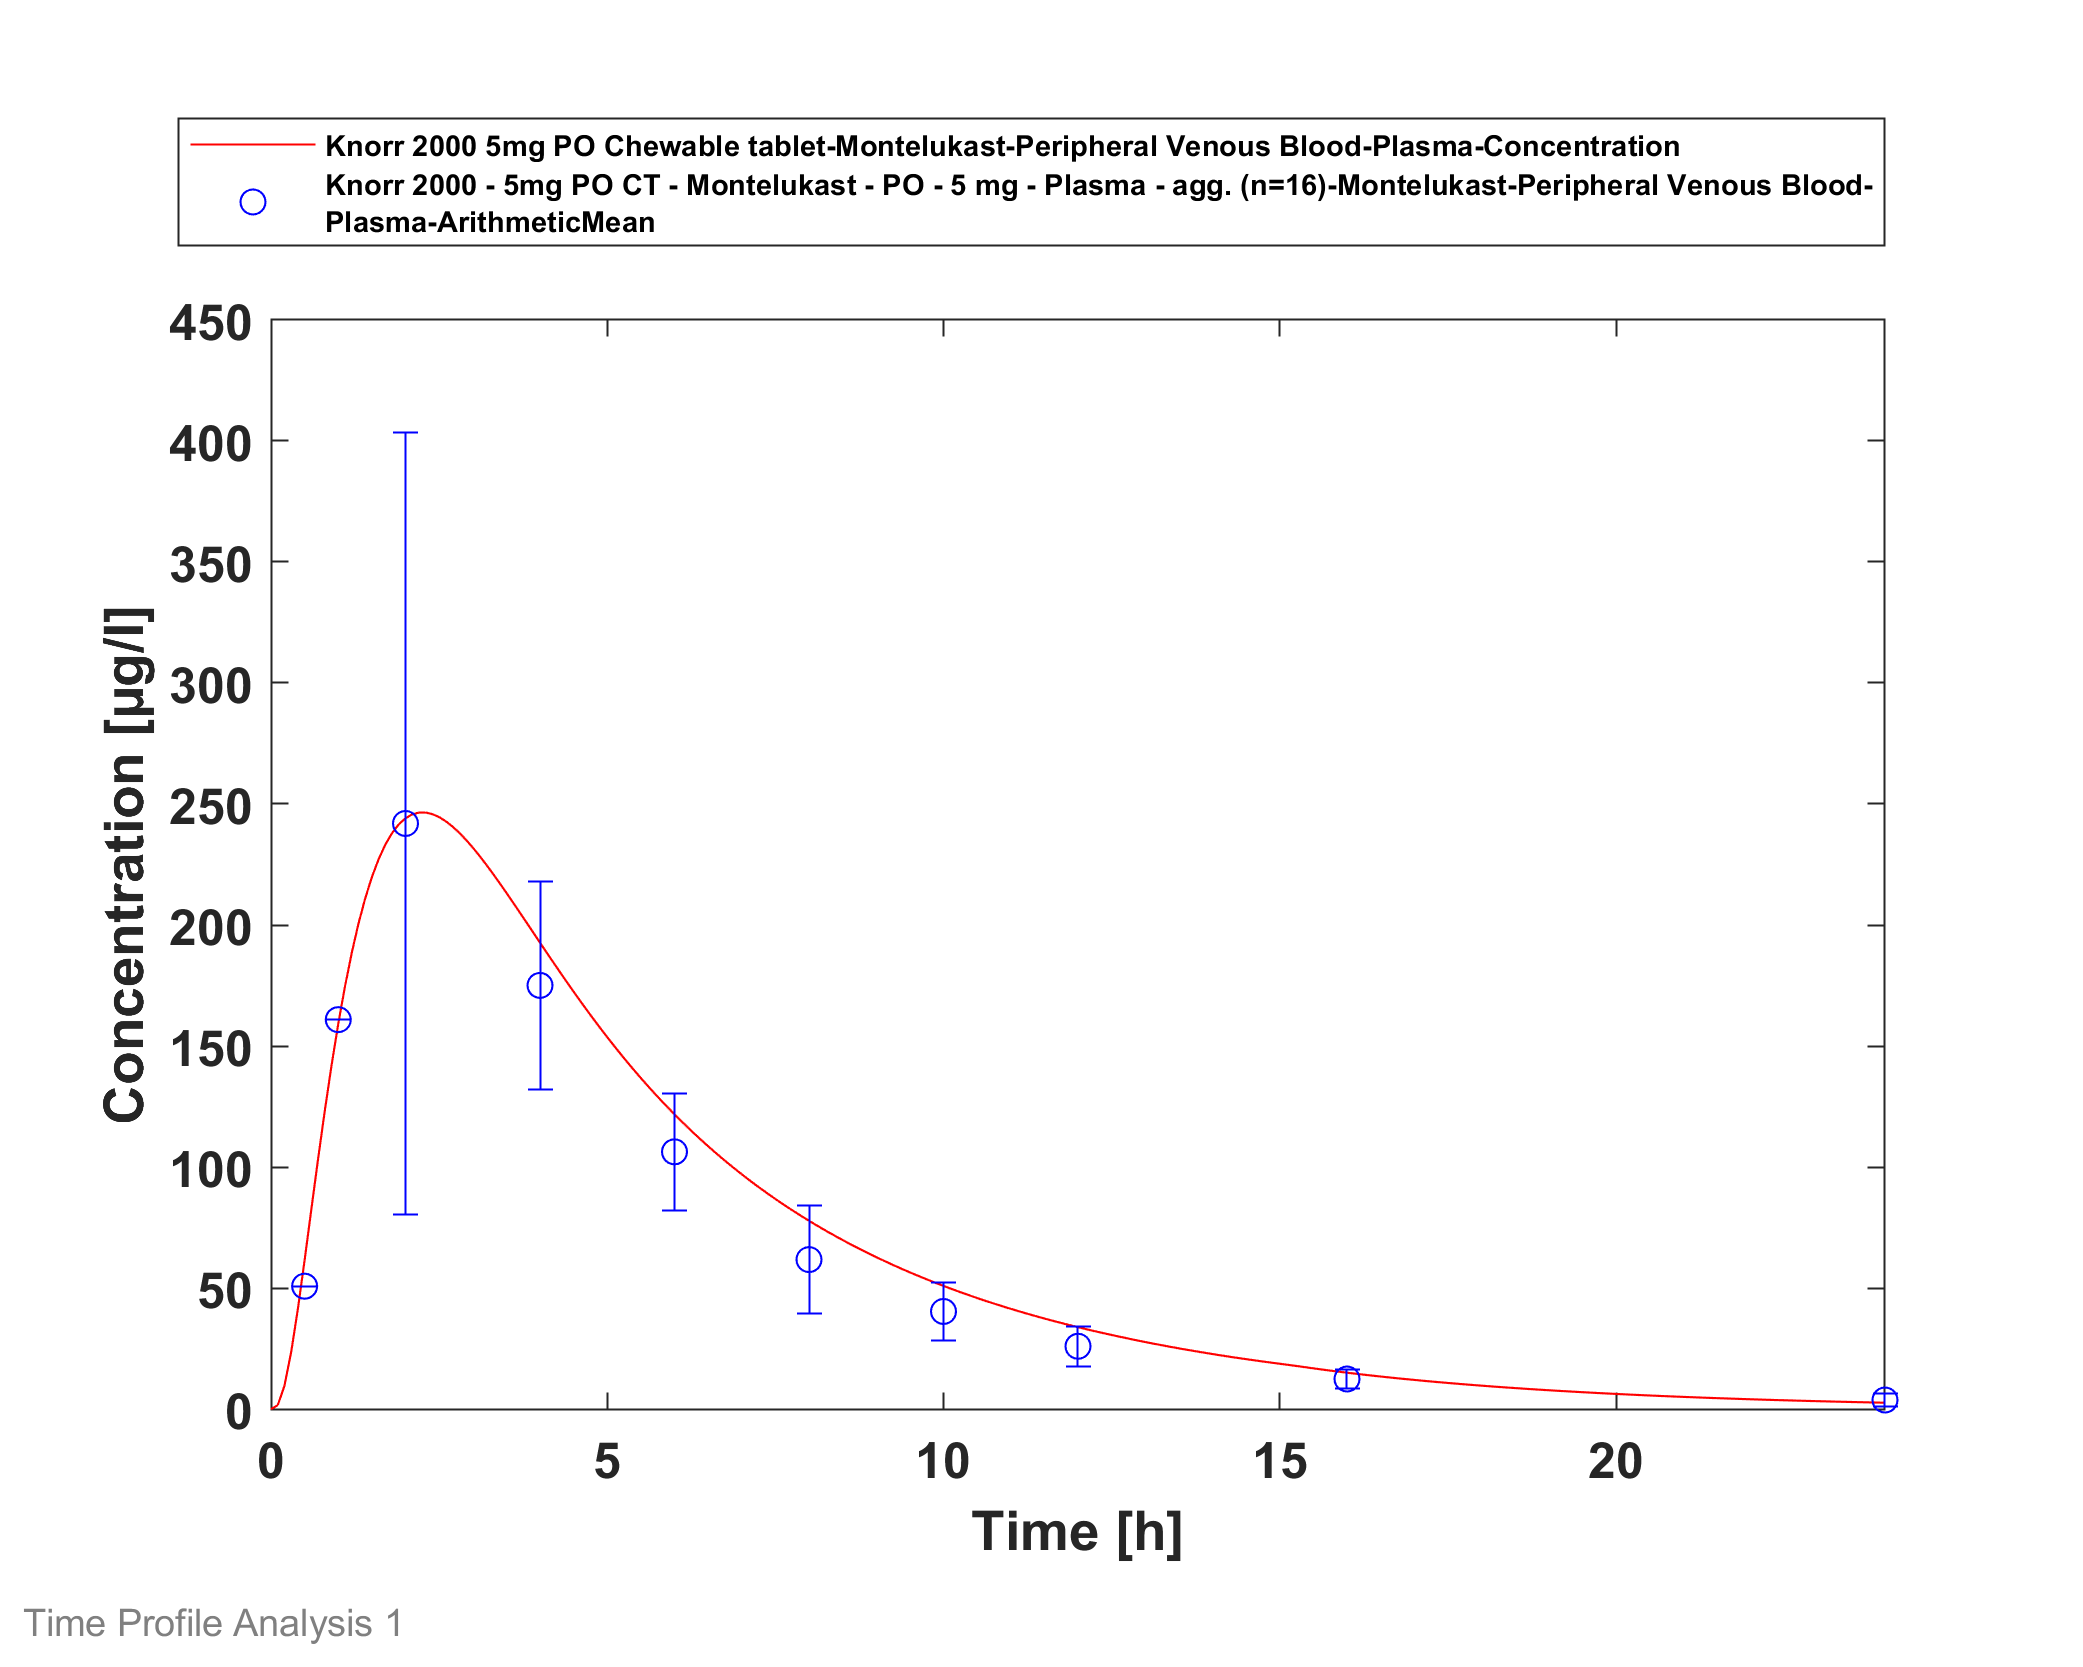 Knorr 2000 5mg PO Chewable tablet-Montelukast-Peripheral Venous Blood-Plasma-Concentration
Knorr 2000 - 5mg PO CT - Montelukast - PO - 5 mg - Plasma - agg. (n=16)-Montelukast-Peripheral Venous Blood-
Plasma-ArithmeticMean
450
400
350
300
250
200
150
100
50
0
Concentration [µg/l]
0 5 10 15 20
Time [h]
Time Profile Analysis 1